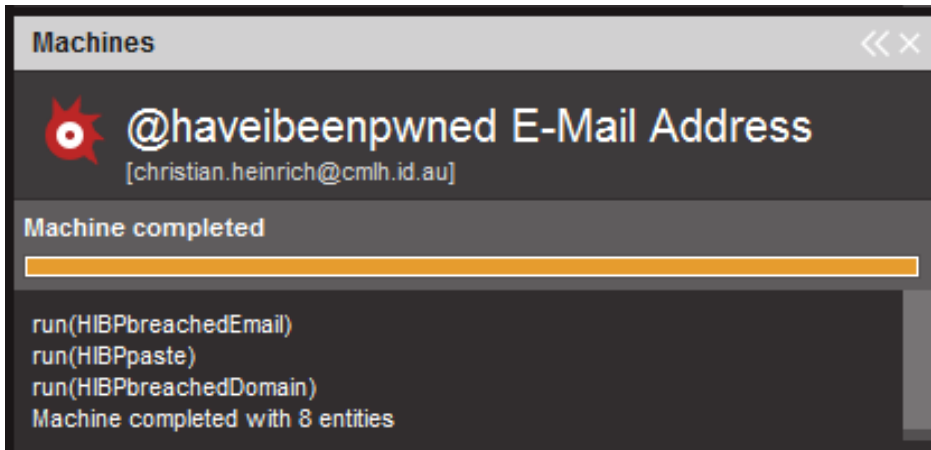 Machines
@haveibeenpwned E-Mail Address
[christian.heinrich@cmlh.id.au]
Machine completed
run(HIBPbreachedEmail)
run(HIBPpaste)
run(HIBPbreachedDomain)
Machine completed with 8 entities